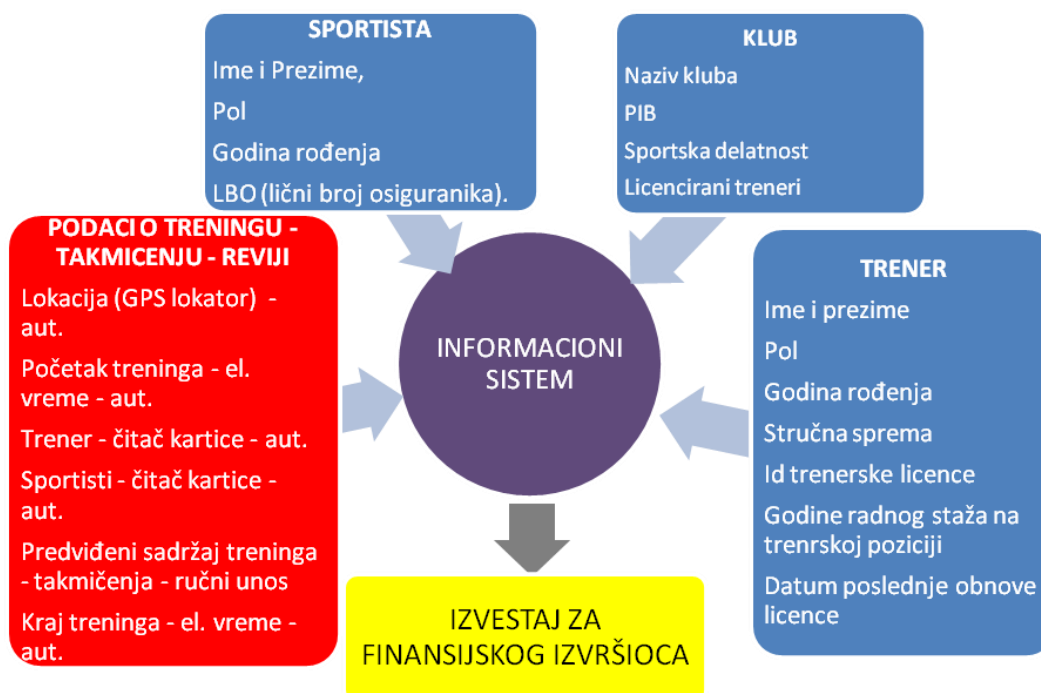 SPORTISTA
Ime i Prezime,
Pol
Godina rođenja
LBO (lični broj osiguranika).
KLUB
Naziv kluba
PIB
Sportska delatnost
Licencirani treneri
PODACI O TRENINGU -
TAKMICENJU - REVIJI
Lokacija (GPS lokator) -
aut.
Početak treninga - el.
vreme - aut.
Trener - čitač kartice - aut.
Sportisti - čitač kartice -
aut.
Predviđeni sadržaj treninga
- takmičenja - ručni unos
Kraj treninga - el. vreme -
aut.
INFORMACIONI
SISTEM
TRENER
Ime i prezime
Pol
Godina rođenja
Stručna sprema
Id trenerske licence
Godine radnog staža na
trenrskoj poziciji
Datum poslednje obnove
licence
IZVESTAJ ZA
FINANSIJSKOG IZVRŠIOCA